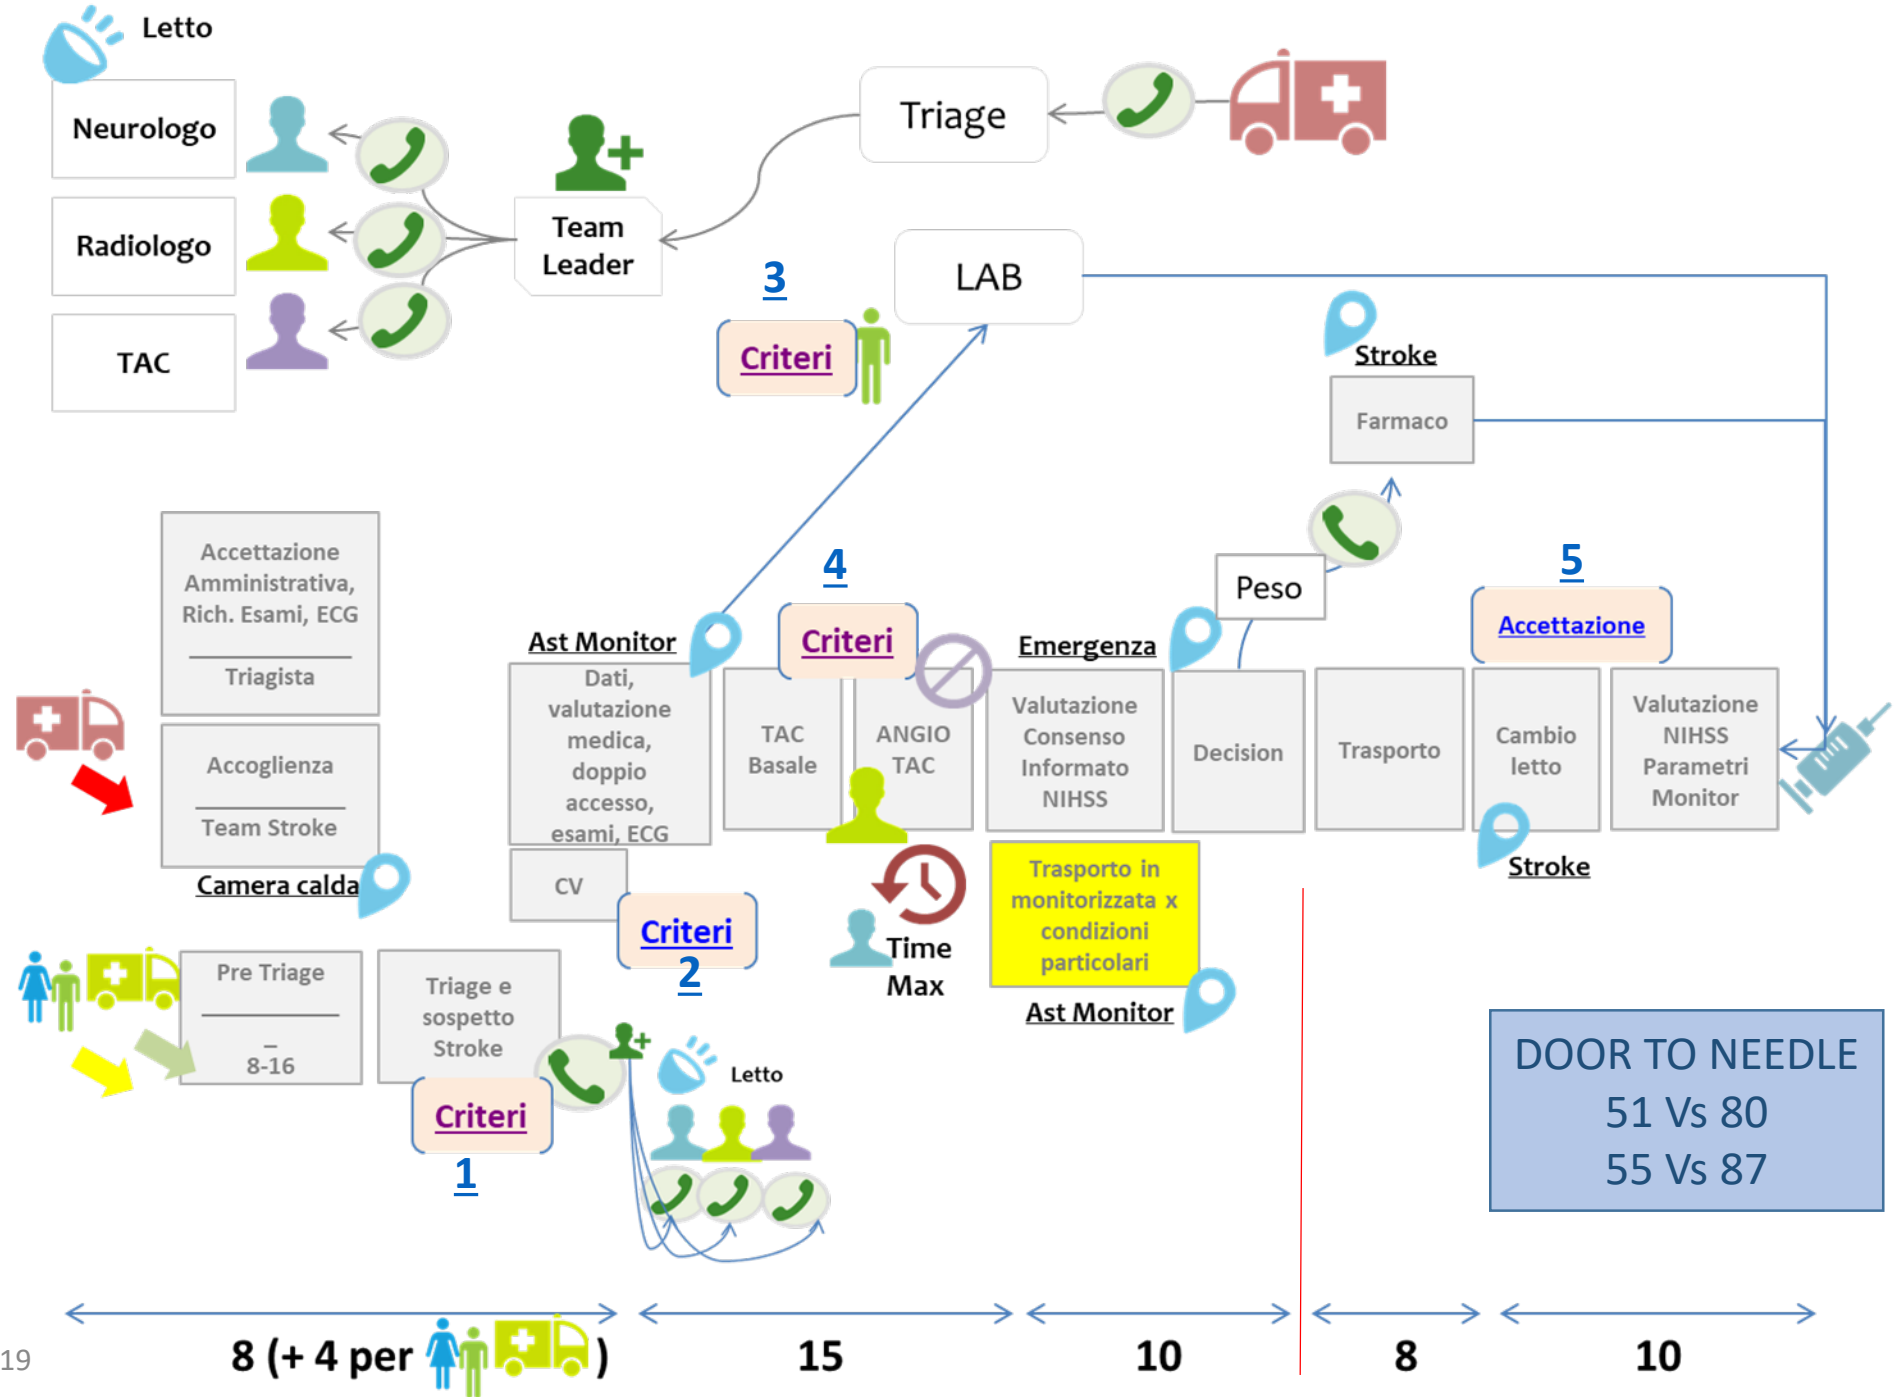 Letto
Neurologo
Radiologo
TAC
Team
Leader
Triage
LAB
3
Criteri
Stroke
Farmaco
Peso
Accettazione
Amministrativa,
Rich. Esami, ECG
Triagista
Accoglienza
Team Stroke
Camera calda
Pre Triage
_
8-16
Triage e
sospetto
Stroke
Criteri
1
Ast Monitor
Dati,
valutazione
medica,
doppio
accesso,
esami, ECG
CV
Criteri
2
Letto
4
Criteri
TAC
Basale
ANGIO
TAC
Time
Max
Emergenza
Valutazione
Consenso
Informato
NIHSS
Decision
Trasporto in
monitorizzata x
condizioni
particolari
Ast Monitor
Trasporto
5
Accettazione
Cambio
letto
Stroke
Valutazione
NIHSS
Parametri
Monitor
DOOR TO NEEDLE
51 Vs 80
55 Vs 87
8 (+ 4 per )
15
10
8
10
19